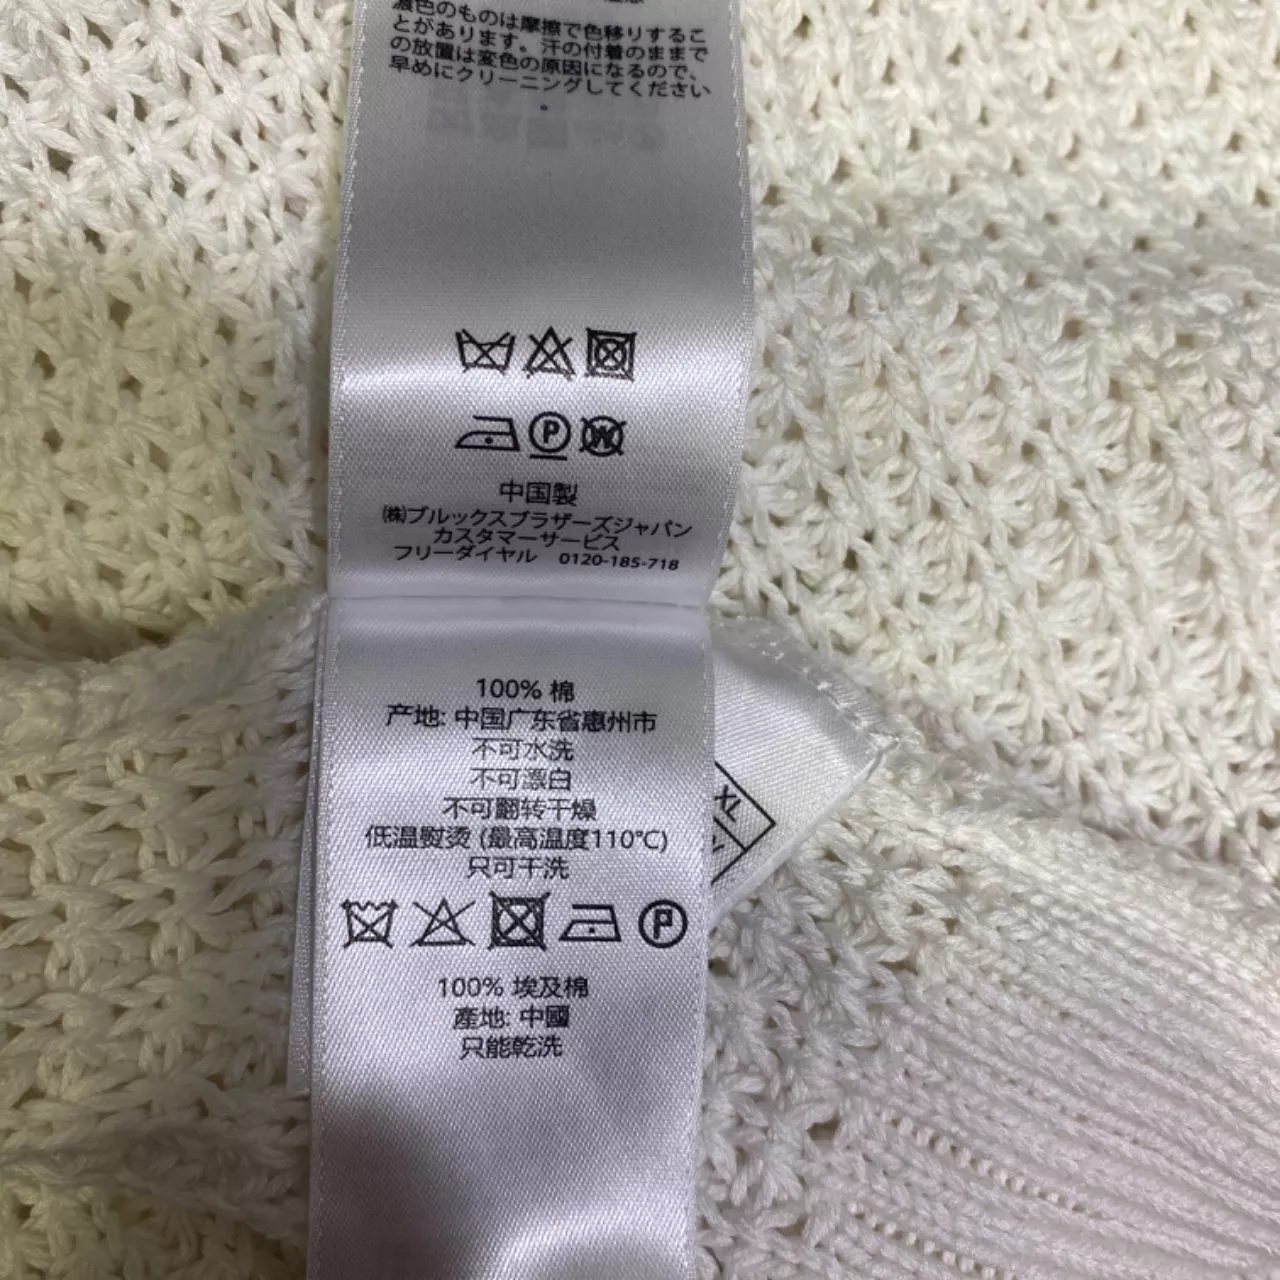 濃色のものは摩擦で色移りするこ
とがあります。汗の付着のままで
の放置は変色の原因になるので、
早めにクリーニングしてください
。
P W
中国製
㈱ブルックスブラザーズジャパン
カスタマーサービス
フリーダイヤル 0120-185-718
100% 棉
产地: 中国广东省惠州市
不可水洗
不可漂白
不可翻转干燥
低温熨烫 (最高温度110℃)
只可干洗
P
100% 埃及棉
產地: 中國
只能乾洗
XL